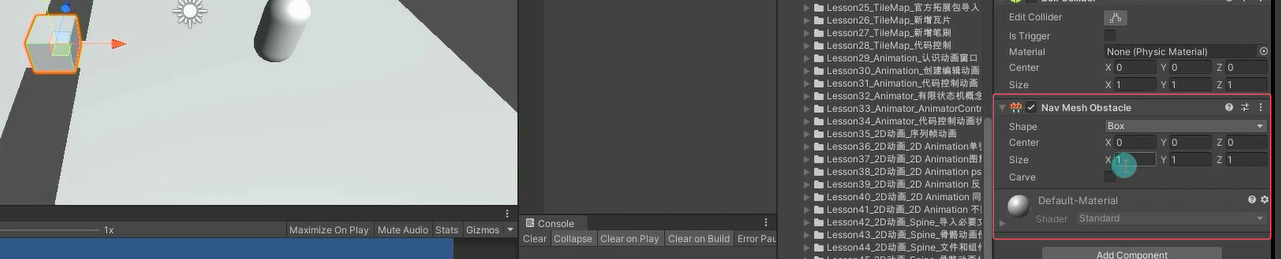 1x
Maximize On Play
Mute Audio
Stats
Gizmos
Console
Clear
Collapse
Clear on Play
Clear on Build
Error Pau
Lesson25_TileMap_官方拓展包导入
Lesson26_TileMap_新增瓦片
Lesson27_TileMap_新增笔刷
Lesson28_TileMap_代码控制
Lesson29_Animation_认识动画窗口
Lesson30_Animation_创建编辑动画
Lesson31_Animation_代码控制动画
Lesson32_Animator_有限状态机概念
Lesson33_Animator_AnimatorContr
Lesson34_Animator_代码控制动画状
Lesson35_2D动画_序列帧动画
Lesson36_2D动画_2D Animation单
Lesson37_2D动画_2D Animation图
Lesson38_2D动画_2D Animation ps
Lesson39_2D动画_2D Animation 反
Lesson40_2D动画_2D Animation 同
Lesson41_2D动画_2D Animation 不
Lesson42_2D动画_Spine_导入必要
Lesson43_2D动画_Spine_骨骼动画
Lesson44_2D动画_Spine_文件和组
Box Collider
Edit Collider
Is Trigger
Material None (Physic Material)
Center X 0 Y 0 Z 0
Size X 1 Y 1 Z 1
Nav Mesh Obstacle
Shape Box
Center X 0 Y 0 Z 0
Size X 1 Y 1 Z 1
Carve
Default-Material
Shader Standard
Add Component